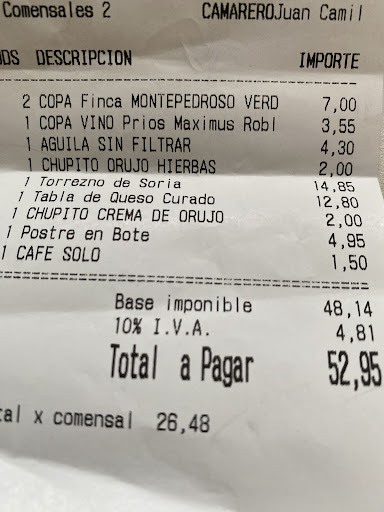 Comensales 2 CAMARERO Juan Camil
DS DESCRIPCION IMPORTE
2 COPA Finca MONTEPEDROSO VERD 7,00
1 COPA VINO Prios Maximus Robl 3,55
1 AGUILA SIN FILTRAR 4,30
1 CHUPITO ORUJO HIERBAS 2,00
1 Torrezno de Soria 14,85
1 Tabla de Queso Curado 12,80
1 CHUPITO CREMA DE ORUJO 2,00
1 Postre en Bote 4,95
1 CAFE SOLO 1,50
Base imponible 48,14
10% I.V.A. 4,81
Total a Pagar 52,95
tal x comensal 26,48